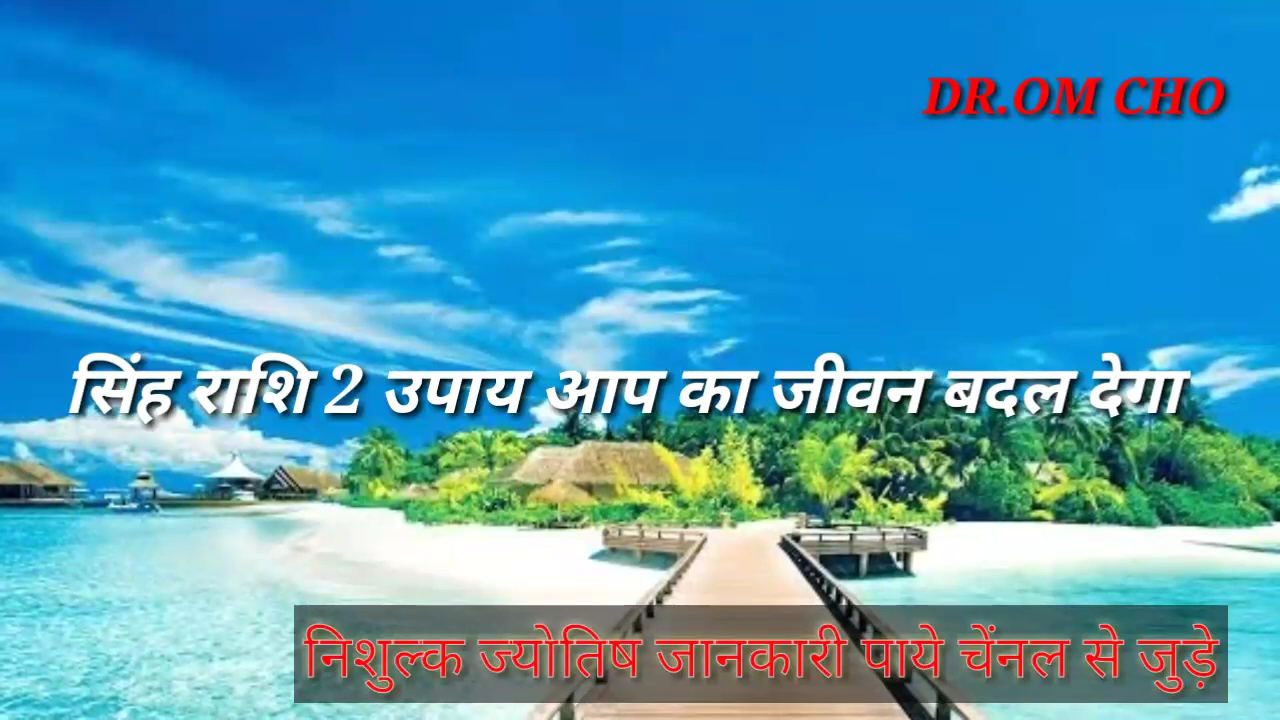 DR.OM CHO
सिंह राशि 2 उपाय आप का जीवन बदल देगा
निशुल्क ज्योतिष जानकारी पाये चेंनल से जुड़े